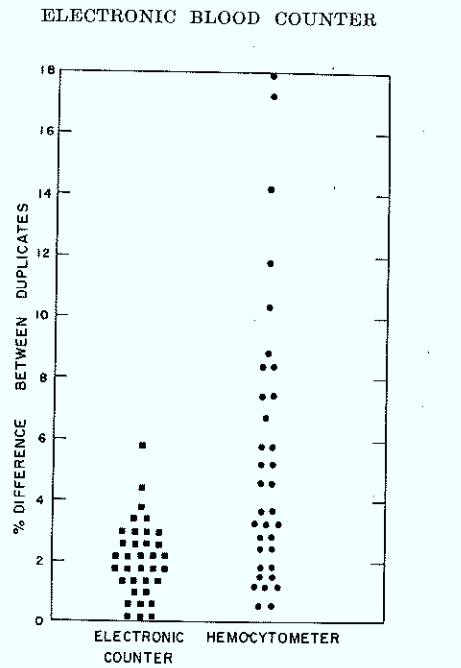 ELECTRONIC BLOOD COUNTER
18
16
14
12
10
8
6
4
2
0
% DIFFERENCE BETWEEN DUPLICATES
ELECTRONIC
COUNTER
HEMOCYTOMETER